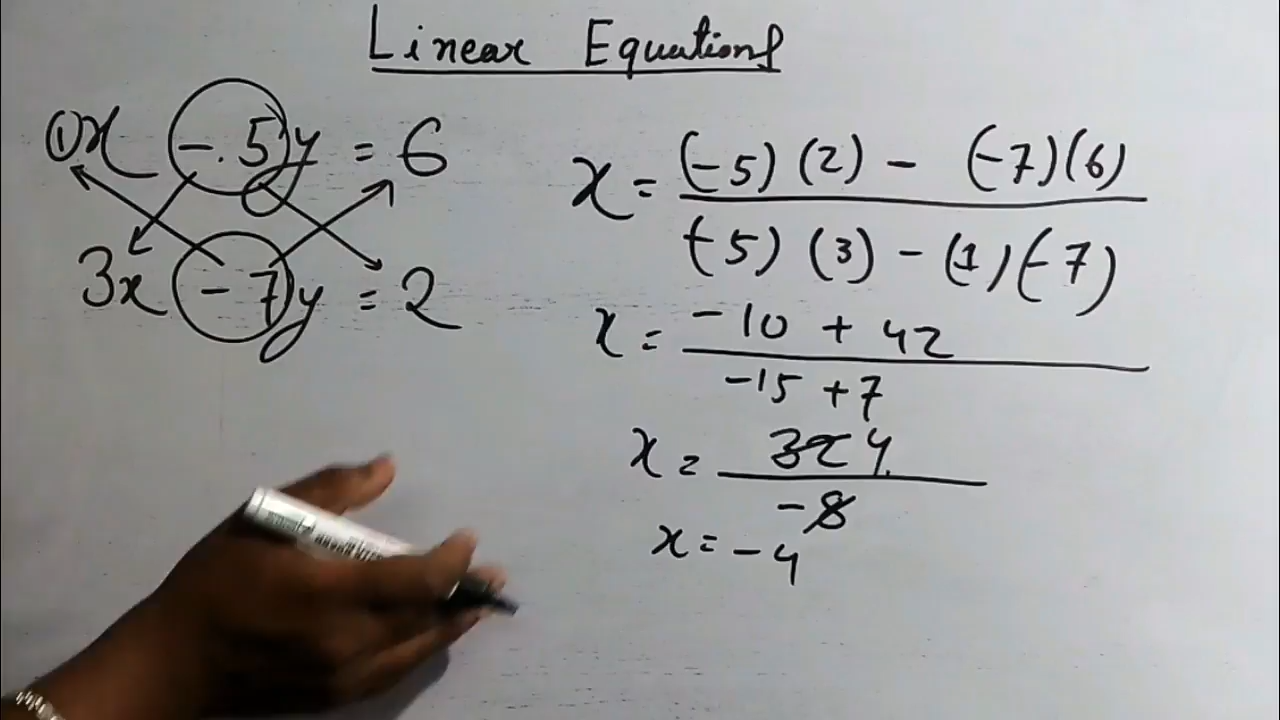 Linear Equations
①x - 5y = 6
3x - 7y = 2
x = (-5)(2) - (-7)(6)
(-5)(3) - (1)(-7)
x = -10 + 42
-15 + 7
x = 32 4
-8
x = -4